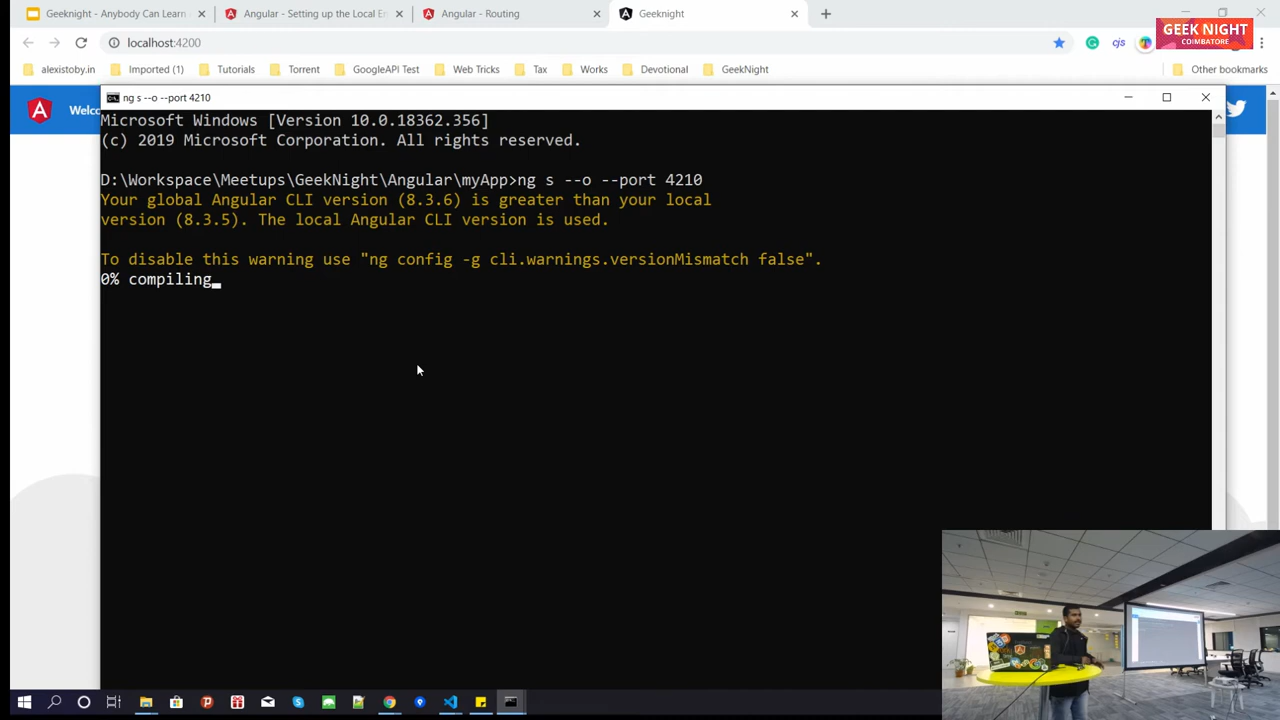 Geeknight - Anybody Can Learn
Angular - Setting up the Local En
Angular - Routing
Geeknight
localhost:4200
cjs
GEEK NIGHT
COIMBATORE
alexistoby.in
Imported (1)
Tutorials
Torrent
GoogleAPI Test
Web Tricks
Tax
Works
Devotional
GeekNight
Other bookmarks
Welco
ng s --o --port 4210
Microsoft Windows [Version 10.0.18362.356]
(c) 2019 Microsoft Corporation. All rights reserved.
D:\Workspace\Meetups\GeekNight\Angular\myApp>ng s --o --port 4210
Your global Angular CLI version (8.3.6) is greater than your local
version (8.3.5). The local Angular CLI version is used.
To disable this warning use "ng config -g cli.warnings.versionMismatch false".
0% compiling